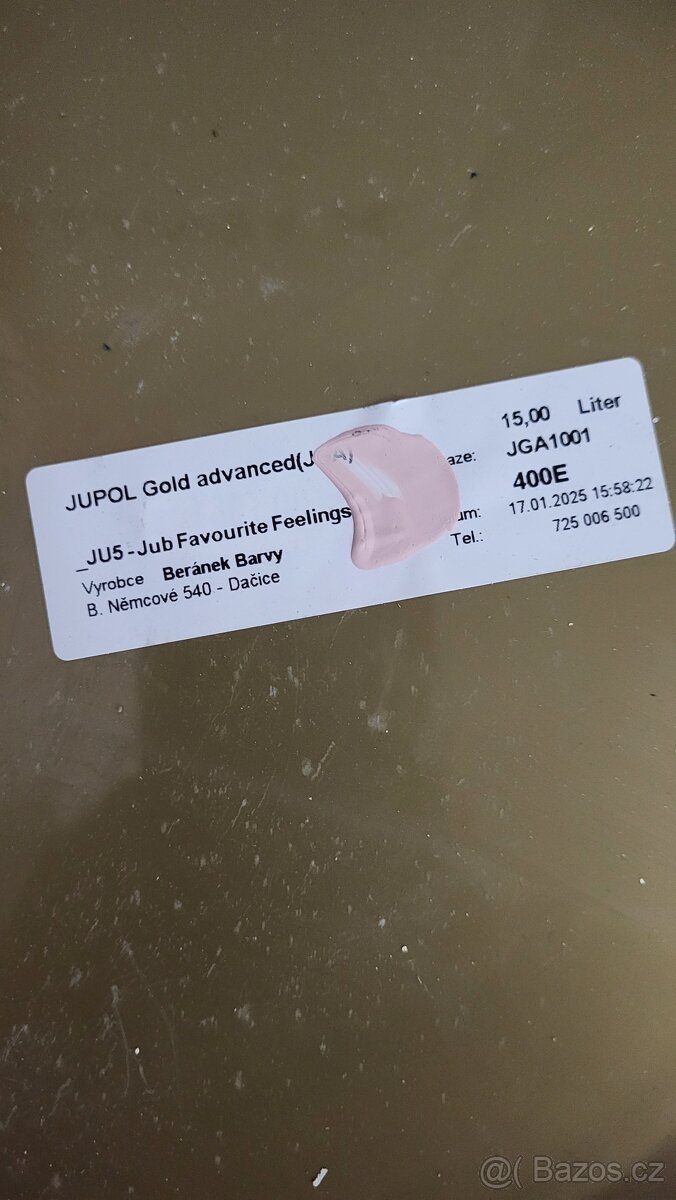 JUPOL Gold advanced(J A) 15,00 Liter
aze: JGA1001
_JU5 - Jub Favourite Feelings 400E
Vyrobce Beránek Barvy um: 17.01.2025 15:58:22
B. Němcové 540 - Dačice Tel.: 725 006 500
@( Bazos.cz